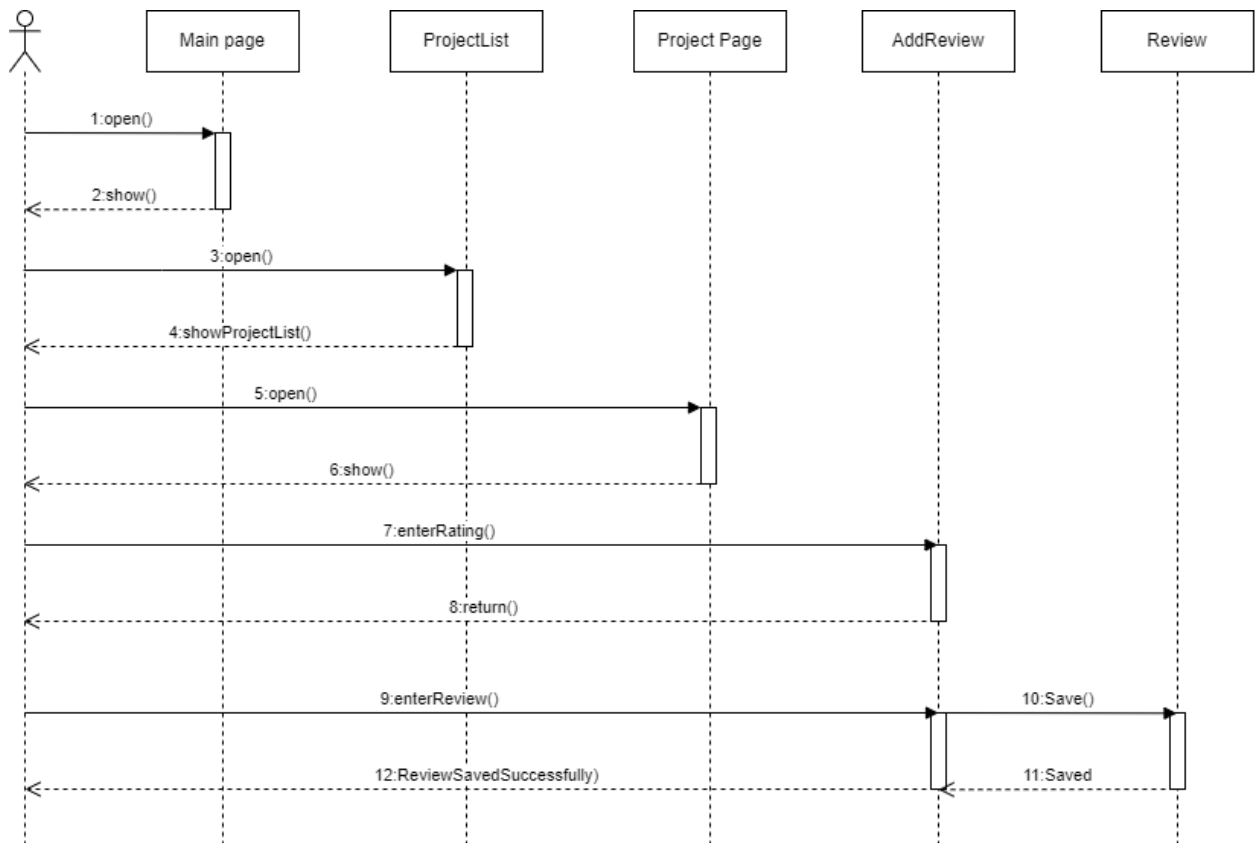 Main page
ProjectList
Project Page
AddReview
Review
1:open()
2:show()
3:open()
4:showProjectList()
5:open()
6:show()
7:enterRating()
8:return()
9:enterReview()
10:Save()
12:ReviewSavedSuccessfully)
11:Saved